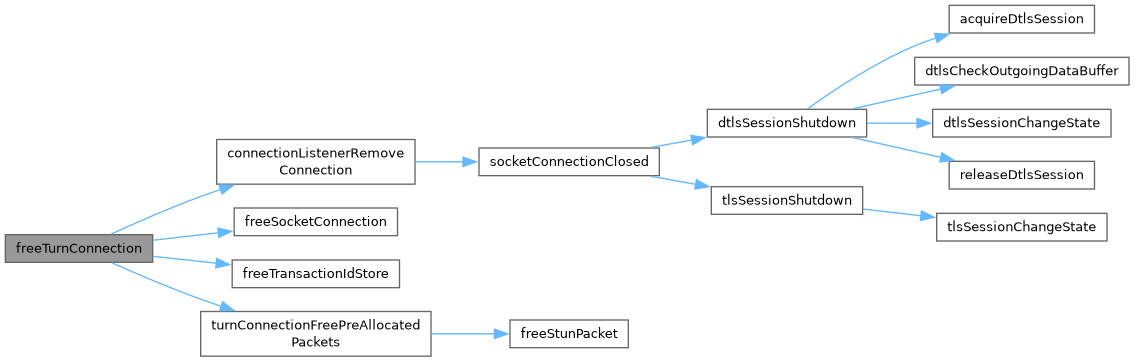 freeTurnConnection
connectionListenerRemove
Connection
freeSocketConnection
freeTransactionIdStore
turnConnectionFreePreAllocated
Packets
socketConnectionClosed
freeStunPacket
dtlsSessionShutdown
tlsSessionShutdown
acquireDtlsSession
dtlsCheckOutgoingDataBuffer
dtlsSessionChangeState
releaseDtlsSession
tlsSessionChangeState